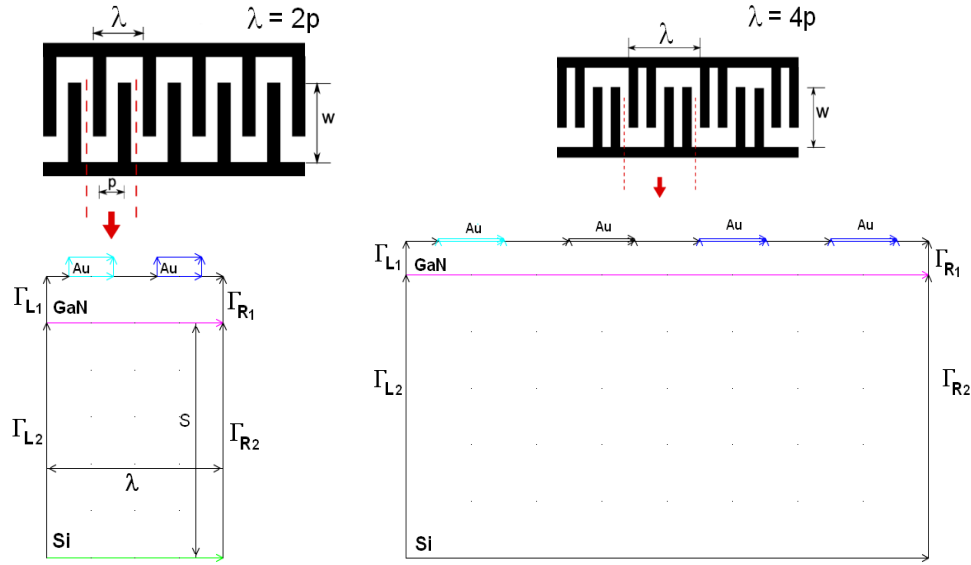 λ
λ = 2p
w
p
Au
Au
Γ_L1
GaN
Γ_R1
Γ_L2
S
Γ_R2
λ
Si
λ = 4p
λ
w
Au
Au
Au
Au
Γ_L1
GaN
Γ_R1
Γ_L2
Γ_R2
Si